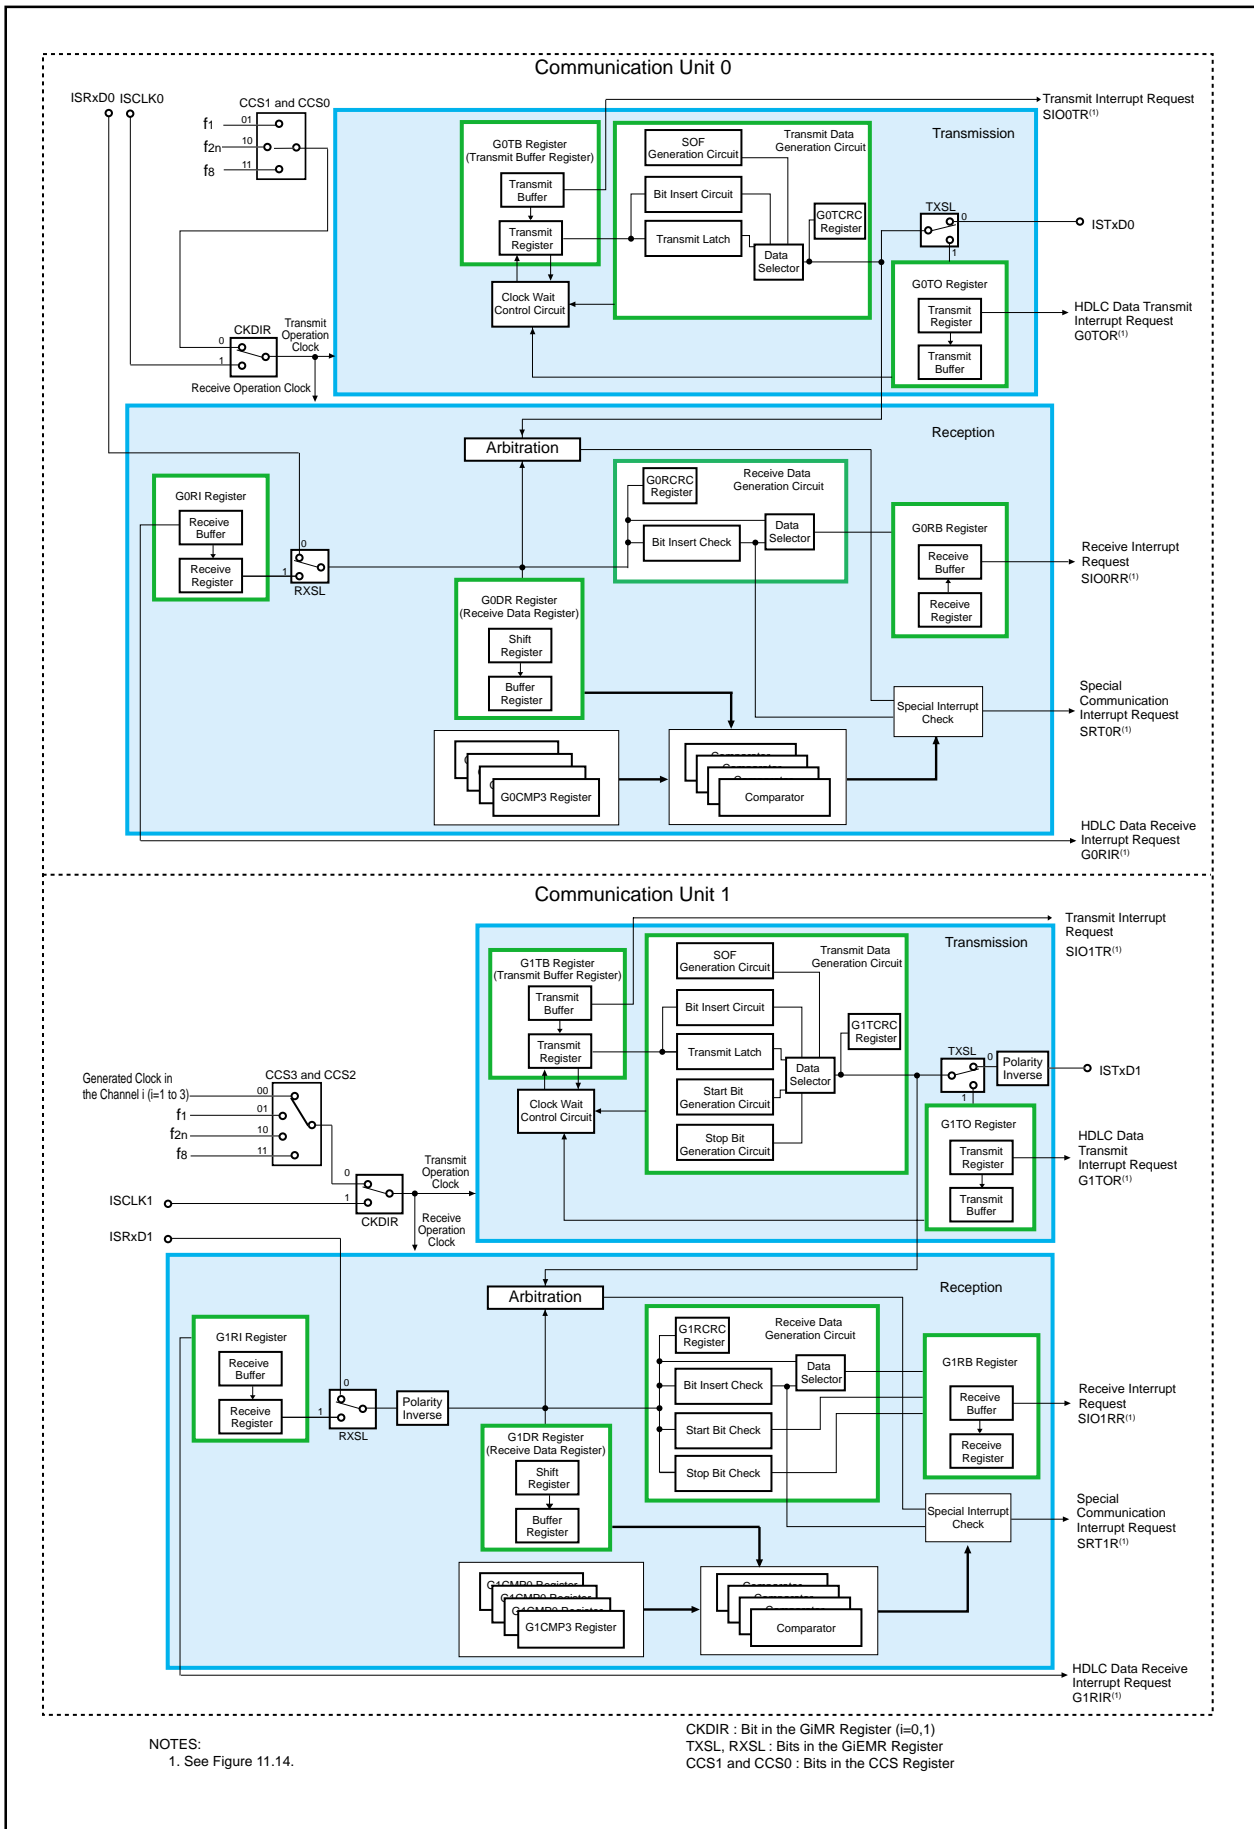 Communication Unit 0
ISRxD0 ISCLK0
CCS1 and CCS0
f1
01
f2n
10
f8
11
Transmit Interrupt Request
SIO0TR(1)
Transmission
G0TB Register
(Transmit Buffer Register)
Transmit
Buffer
Transmit
Register
SOF
Generation Circuit
Transmit Data
Generation Circuit
Bit Insert Circuit
Transmit Latch
Data
Selector
G0TCRC
Register
TXSL
0
1
ISTxD0
Clock Wait
Control Circuit
G0TO Register
Transmit
Register
Transmit
Buffer
HDLC Data Transmit
Interrupt Request
G0TOR(1)
CKDIR
0
1
Transmit
Operation
Clock
Receive Operation Clock
Reception
Arbitration
G0RI Register
Receive
Buffer
Receive
Register
0
1
RXSL
G0RCRC
Register
Receive Data
Generation Circuit
Bit Insert Check
Data
Selector
G0RB Register
Receive
Buffer
Receive
Register
Receive Interrupt
Request
SIO0RR(1)
G0DR Register
(Receive Data Register)
Shift
Register
Buffer
Register
Special Interrupt
Check
Special
Communication
Interrupt Request
SRT0R(1)
G0CMP3 Register
Comparator
Comparator
Comparator
Comparator
HDLC Data Receive
Interrupt Request
G0RIR(1)
Communication Unit 1
Transmit Interrupt
Request
SIO1TR(1)
Transmission
G1TB Register
(Transmit Buffer Register)
Transmit
Buffer
Transmit
Register
SOF
Generation Circuit
Transmit Data
Generation Circuit
Bit Insert Circuit
Transmit Latch
Start Bit
Generation Circuit
Stop Bit
Generation Circuit
Data
Selector
G1TCRC
Register
TXSL
0
1
Polarity
Inverse
ISTxD1
Clock Wait
Control Circuit
G1TO Register
Transmit
Register
Transmit
Buffer
HDLC Data
Transmit
Interrupt Request
G1TOR(1)
CCS3 and CCS2
Generated Clock in
the Channel i (i=1 to 3)
00
f1
01
f2n
10
f8
11
ISCLK1
0
1
CKDIR
Transmit
Operation
Clock
Receive
Operation
Clock
ISRxD1
Reception
Arbitration
G1RI Register
Receive
Buffer
Receive
Register
0
1
RXSL
Polarity
Inverse
G1RCRC
Register
Receive Data
Generation Circuit
Bit Insert Check
Start Bit Check
Stop Bit Check
Data
Selector
G1RB Register
Receive
Buffer
Receive
Register
Receive Interrupt
Request
SIO1RR(1)
G1DR Register
(Receive Data Register)
Shift
Register
Buffer
Register
Special Interrupt
Check
Special
Communication
Interrupt Request
SRT1R(1)
G1CMP0 Register
G1CMP0 Register
G1CMP0 Register
G1CMP3 Register
Comparator
Comparator
Comparator
Comparator
HDLC Data Receive
Interrupt Request
G1RIR(1)
NOTES:
1. See Figure 11.14.
CKDIR : Bit in the GiMR Register (i=0,1)
TXSL, RXSL : Bits in the GiEMR Register
CCS1 and CCS0 : Bits in the CCS Register